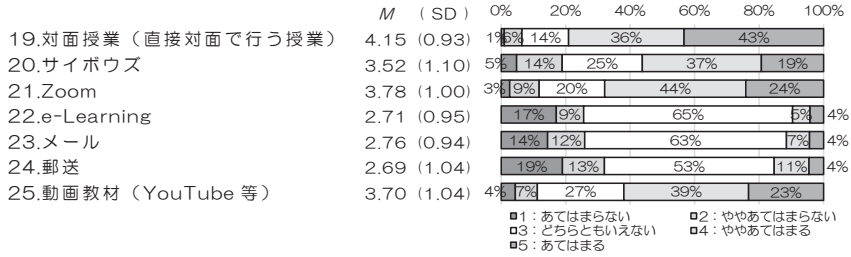 M ( SD ) 0% 20% 40% 60% 80% 100%
19.対面授業（直接対面で行う授業） 4.15 (0.93) 1% 6% 14% 36% 43%
20.サイボウズ 3.52 (1.10) 5% 14% 25% 37% 19%
21.Zoom 3.78 (1.00) 3% 9% 20% 44% 24%
22.e-Learning 2.71 (0.95) 17% 9% 65% 5% 4%
23.メール 2.76 (0.94) 14% 12% 63% 7% 4%
24.郵送 2.69 (1.04) 19% 13% 53% 11% 4%
25.動画教材（YouTube 等） 3.70 (1.04) 4% 7% 27% 39% 23%
1：あてはまらない 2：ややあてはまらない
3：どちらともいえない 4：ややあてはまる
5：あてはまる